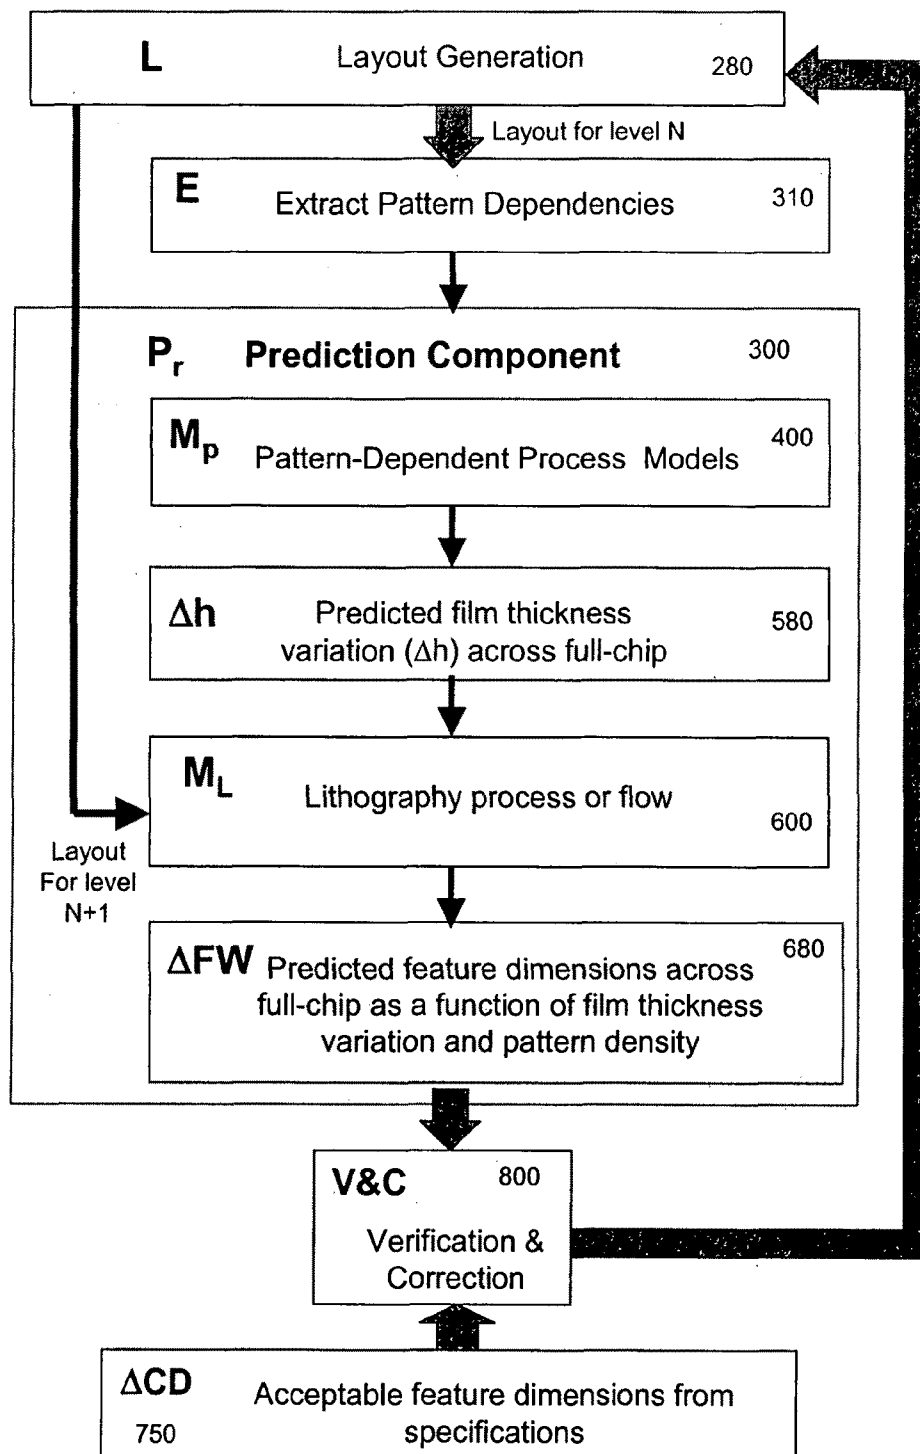 L Layout Generation 280
Layout for level N
E Extract Pattern Dependencies 310
Pr Prediction Component 300
Mp Pattern-Dependent Process Models 400
Δh Predicted film thickness 580
variation (Δh) across full-chip
ML Lithography process or flow 600
Layout
For level
N+1
ΔFW Predicted feature dimensions across 680
full-chip as a function of film thickness
variation and pattern density
V&C 800
Verification &
Correction
ΔCD Acceptable feature dimensions from
specifications
750